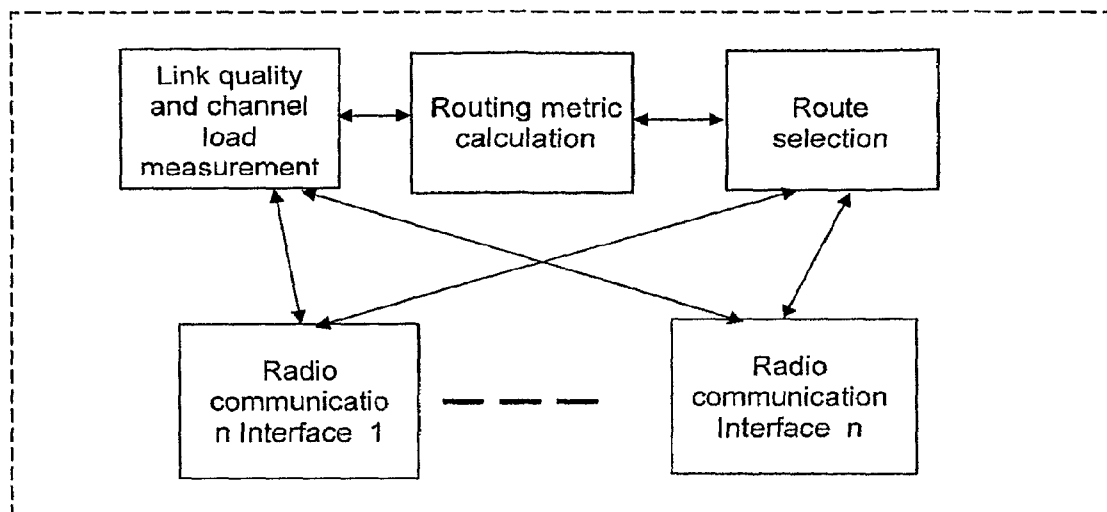 Link quality
and channel
load
measurement
Routing metric
calculation
Route
selection
Radio
communicatio
n Interface 1
Radio
communication
Interface n